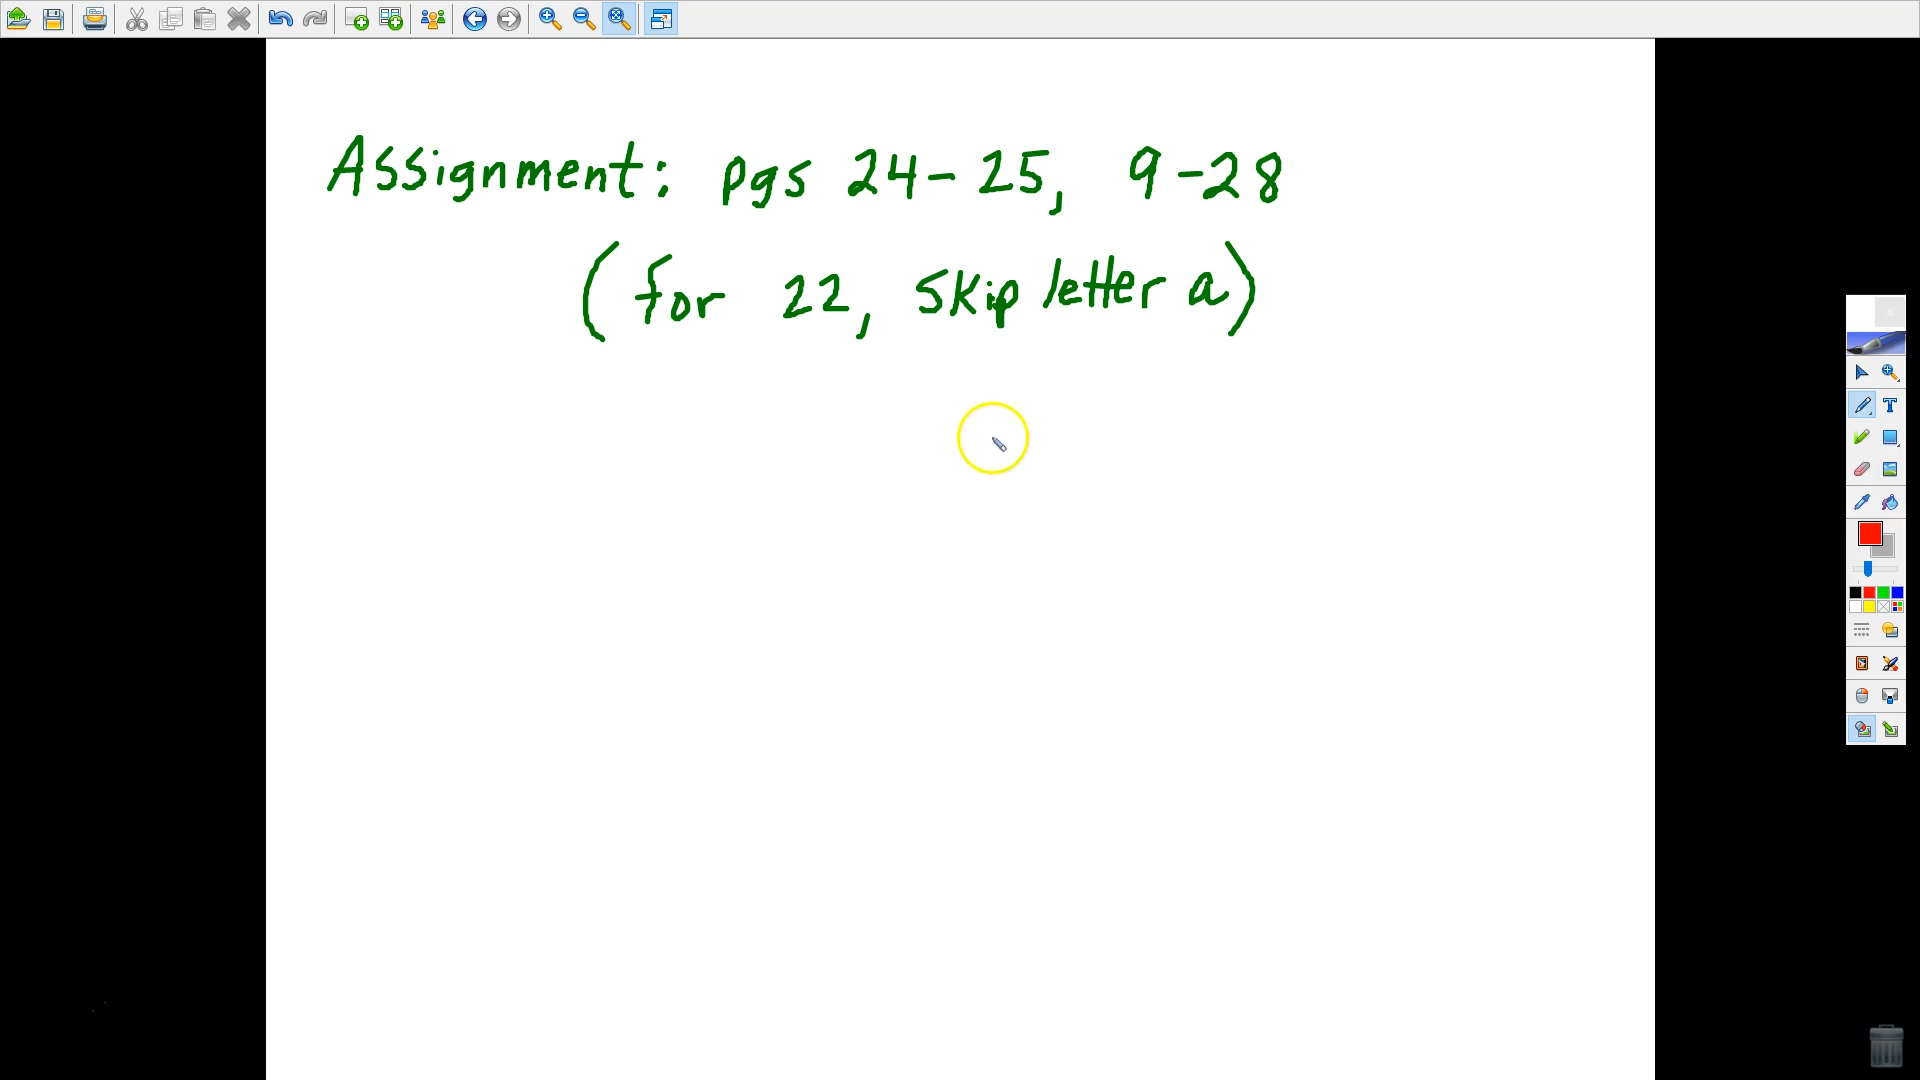 Assignment: pgs 24-25, 9-28
(for 22, skip letter a)